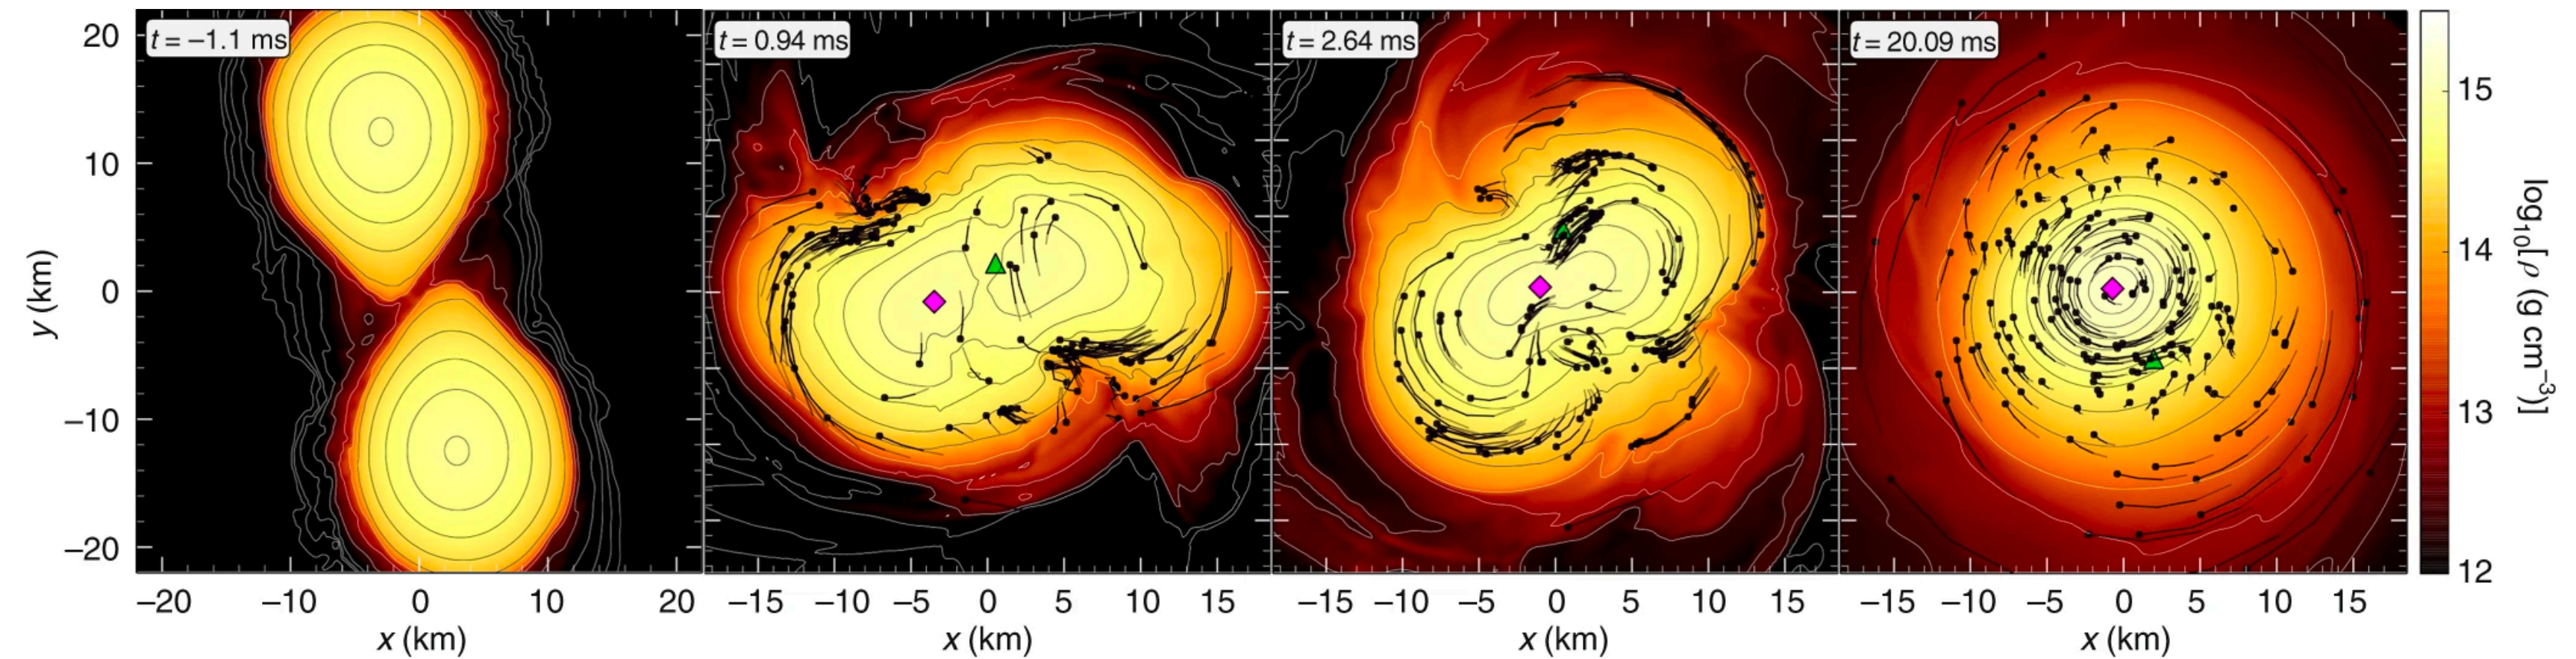 t = –1.1 ms
t = 0.94 ms
t = 2.64 ms
t = 20.09 ms
20
10
0
–10
–20
y (km)
15
14
13
12
log10[ρ (g cm–3)]
–20 –10 0 10 20
–15 –10 –5 0 5 10 15
–15 –10 –5 0 5 10 15
–15 –10 –5 0 5 10 15
x (km)
x (km)
x (km)
x (km)